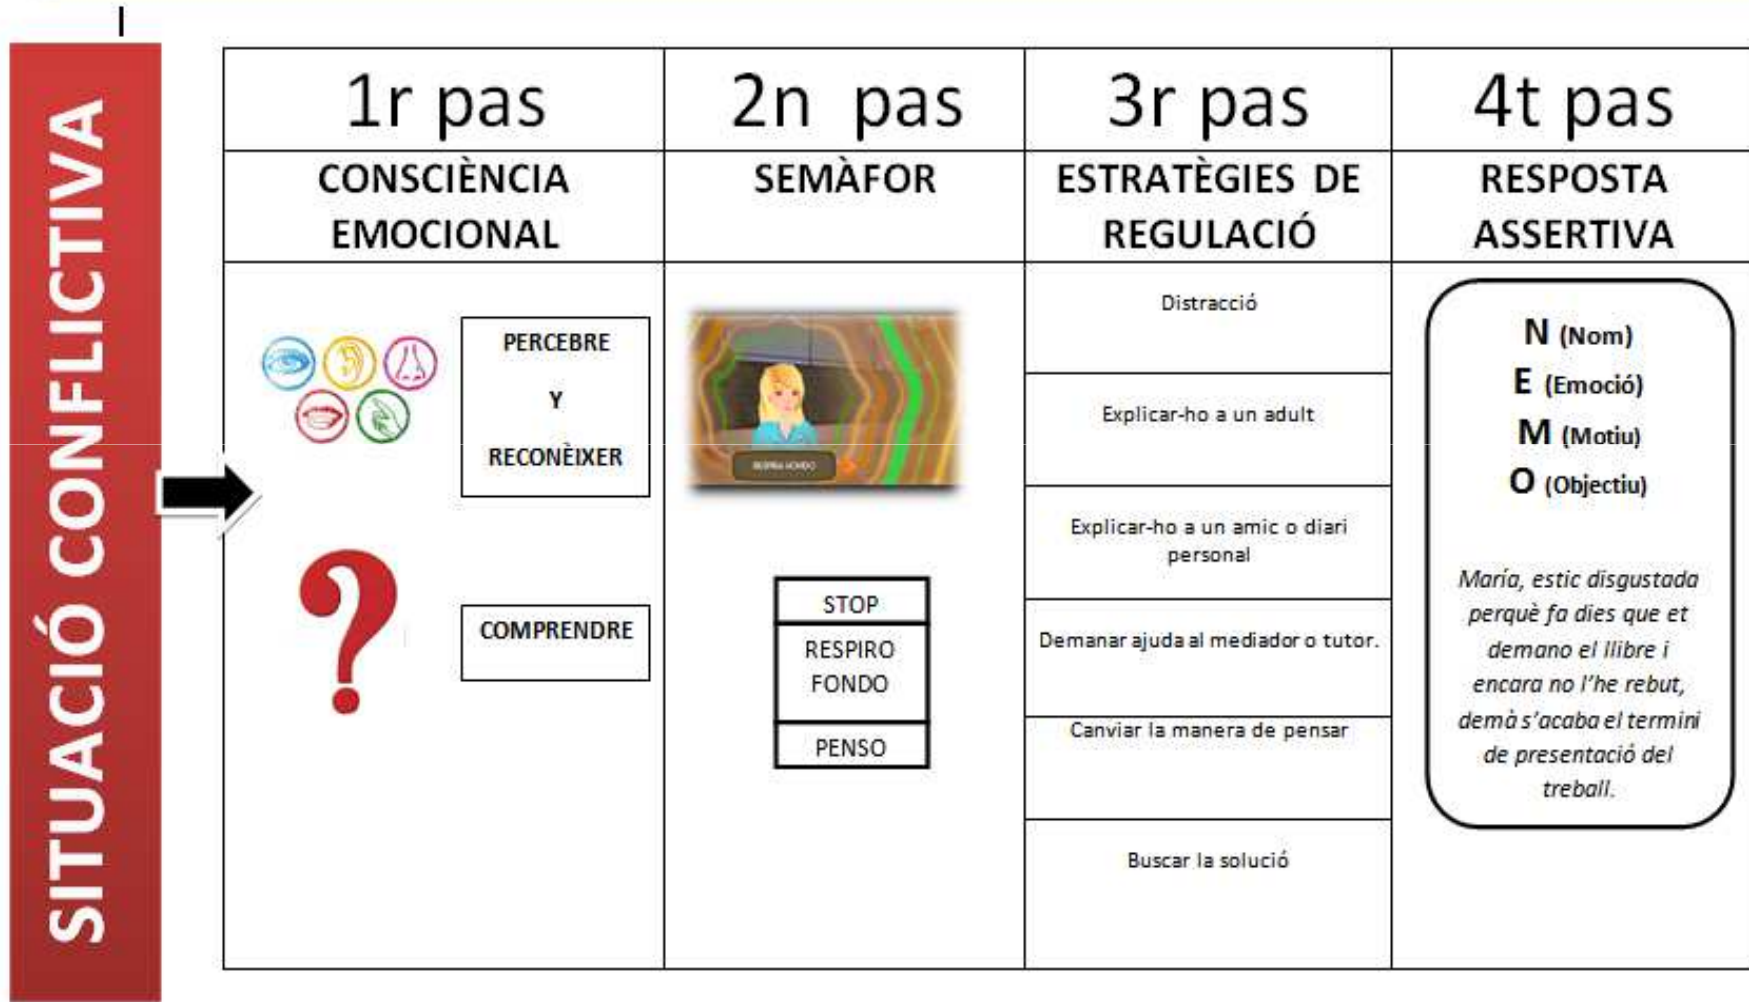 SITUACIÓ CONFLICTIVA
1r pas
CONSCIÈNCIA
EMOCIONAL
PERCEBRE
Y
RECONÈIXER
COMPRENDRE
2n pas
SEMÀFOR
RESPIRA HONDO
STOP
RESPIRO
FONDO
PENSO
3r pas
ESTRATÈGIES DE
REGULACIÓ
Distracció
Explicar-ho a un adult
Explicar-ho a un amic o diari
personal
Demanar ajuda al mediador o tutor.
Canviar la manera de pensar
Buscar la solució
4t pas
RESPOSTA
ASSERTIVA
N (Nom)
E (Emoció)
M (Motiu)
O (Objectiu)
María, estic disgustada
perquè fa dies que et
demano el llibre i
encara no l'he rebut,
demà s'acaba el termini
de presentació del
treball.